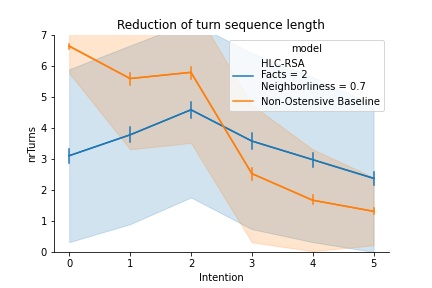 Reduction of turn sequence length
7
6
5
4
3
2
1
0
nrTurns
model
HLC-RSA
Facts = 2
Neighborliness = 0.7
Non-Ostensive Baseline
0 1 2 3 4 5
Intention